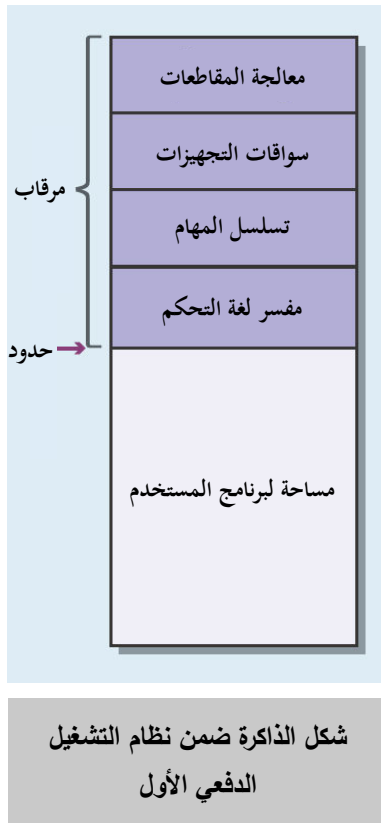 معالجة المقاطعات
سواقات التجهيزات
مرقاب
تسلسل المهام
مفسر لغة التحكم
حدود
مساحة لبرنامج المستخدم
شكل الذاكرة ضمن نظام التشغيل
الدفعي الأول